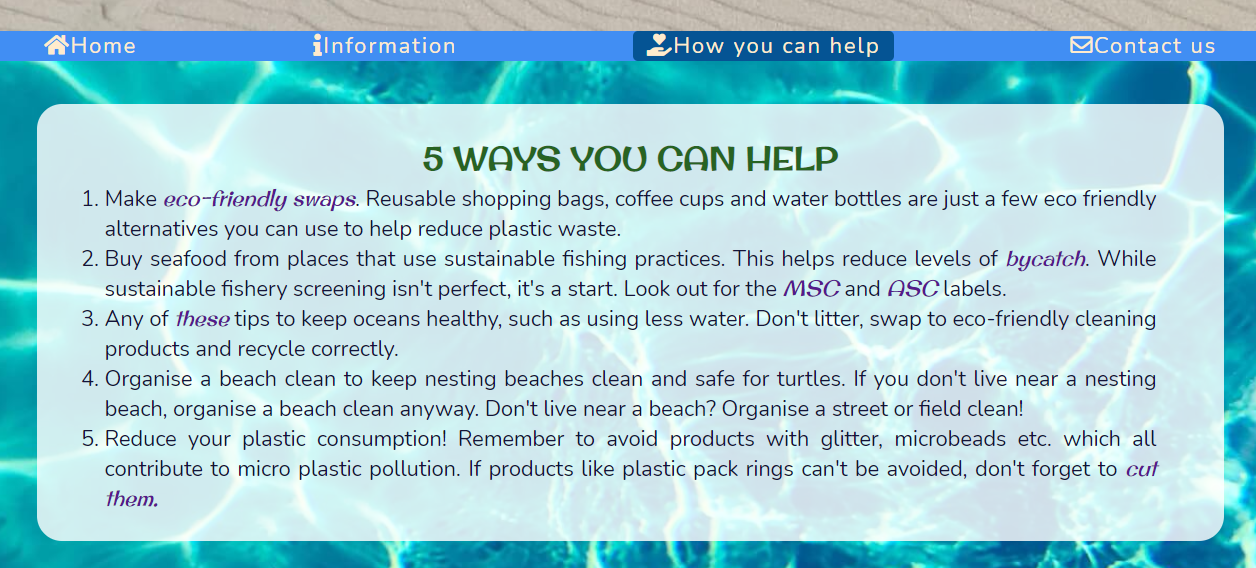 Home Information How you can help Contact us
5 WAYS YOU CAN HELP
1. Make eco-friendly swaps. Reusable shopping bags, coffee cups and water bottles are just a few eco friendly
alternatives you can use to help reduce plastic waste.
2. Buy seafood from places that use sustainable fishing practices. This helps reduce levels of bycatch. While
sustainable fishery screening isn't perfect, it's a start. Look out for the MSC and ASC labels.
3. Any of these tips to keep oceans healthy, such as using less water. Don't litter, swap to eco-friendly cleaning
products and recycle correctly.
4. Organise a beach clean to keep nesting beaches clean and safe for turtles. If you don't live near a nesting
beach, organise a beach clean anyway. Don't live near a beach? Organise a street or field clean!
5. Reduce your plastic consumption! Remember to avoid products with glitter, microbeads etc. which all
contribute to micro plastic pollution. If products like plastic pack rings can't be avoided, don't forget to cut
them.